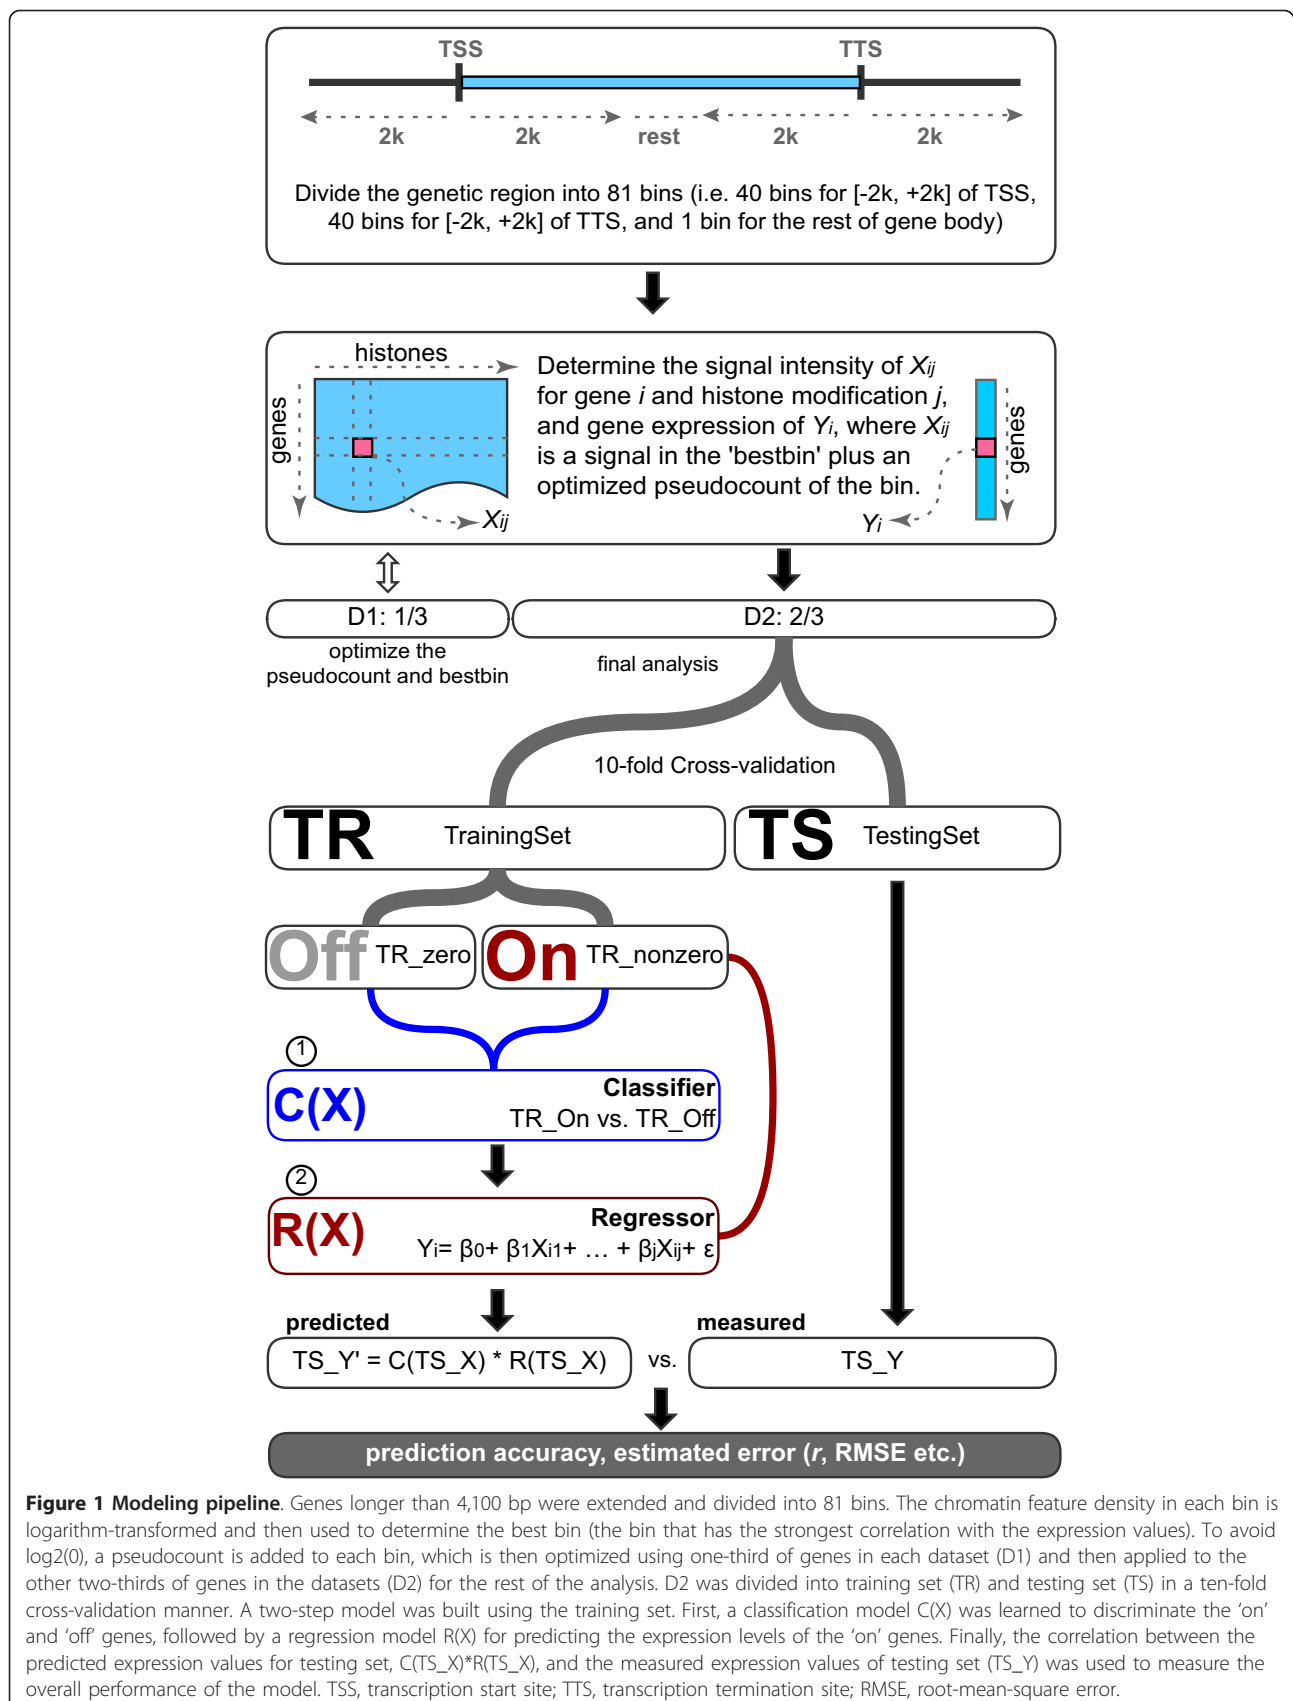 TSS
TTS
2k
2k
rest
2k
2k
Divide the genetic region into 81 bins (i.e. 40 bins for [-2k, +2k] of TSS,
40 bins for [-2k, +2k] of TTS, and 1 bin for the rest of gene body)
histones
genes
Xij
Determine the signal intensity of Xij
for gene i and histone modification j,
and gene expression of Yi, where Xij
is a signal in the 'bestbin' plus an
optimized pseudocount of the bin.
Yi
genes
D1: 1/3
D2: 2/3
optimize the
pseudocount and bestbin
final analysis
10-fold Cross-validation
TR TrainingSet
TS TestingSet
Off TR_zero
On TR_nonzero
1
C(X)
Classifier
TR_On vs. TR_Off
2
R(X)
Regressor
Yi= β0+ β1Xi1+ … + βjXij+ ε
predicted
measured
TS_Y' = C(TS_X) * R(TS_X)
vs.
TS_Y
prediction accuracy, estimated error (r, RMSE etc.)
Figure 1 Modeling pipeline. Genes longer than 4,100 bp were extended and divided into 81 bins. The chromatin feature density in each bin is
logarithm-transformed and then used to determine the best bin (the bin that has the strongest correlation with the expression values). To avoid
log2(0), a pseudocount is added to each bin, which is then optimized using one-third of genes in each dataset (D1) and then applied to the
other two-thirds of genes in the datasets (D2) for the rest of the analysis. D2 was divided into training set (TR) and testing set (TS) in a ten-fold
cross-validation manner. A two-step model was built using the training set. First, a classification model C(X) was learned to discriminate the ‘on’
and ‘off’ genes, followed by a regression model R(X) for predicting the expression levels of the ‘on’ genes. Finally, the correlation between the
predicted expression values for testing set, C(TS_X)*R(TS_X), and the measured expression values of testing set (TS_Y) was used to measure the
overall performance of the model. TSS, transcription start site; TTS, transcription termination site; RMSE, root-mean-square error.